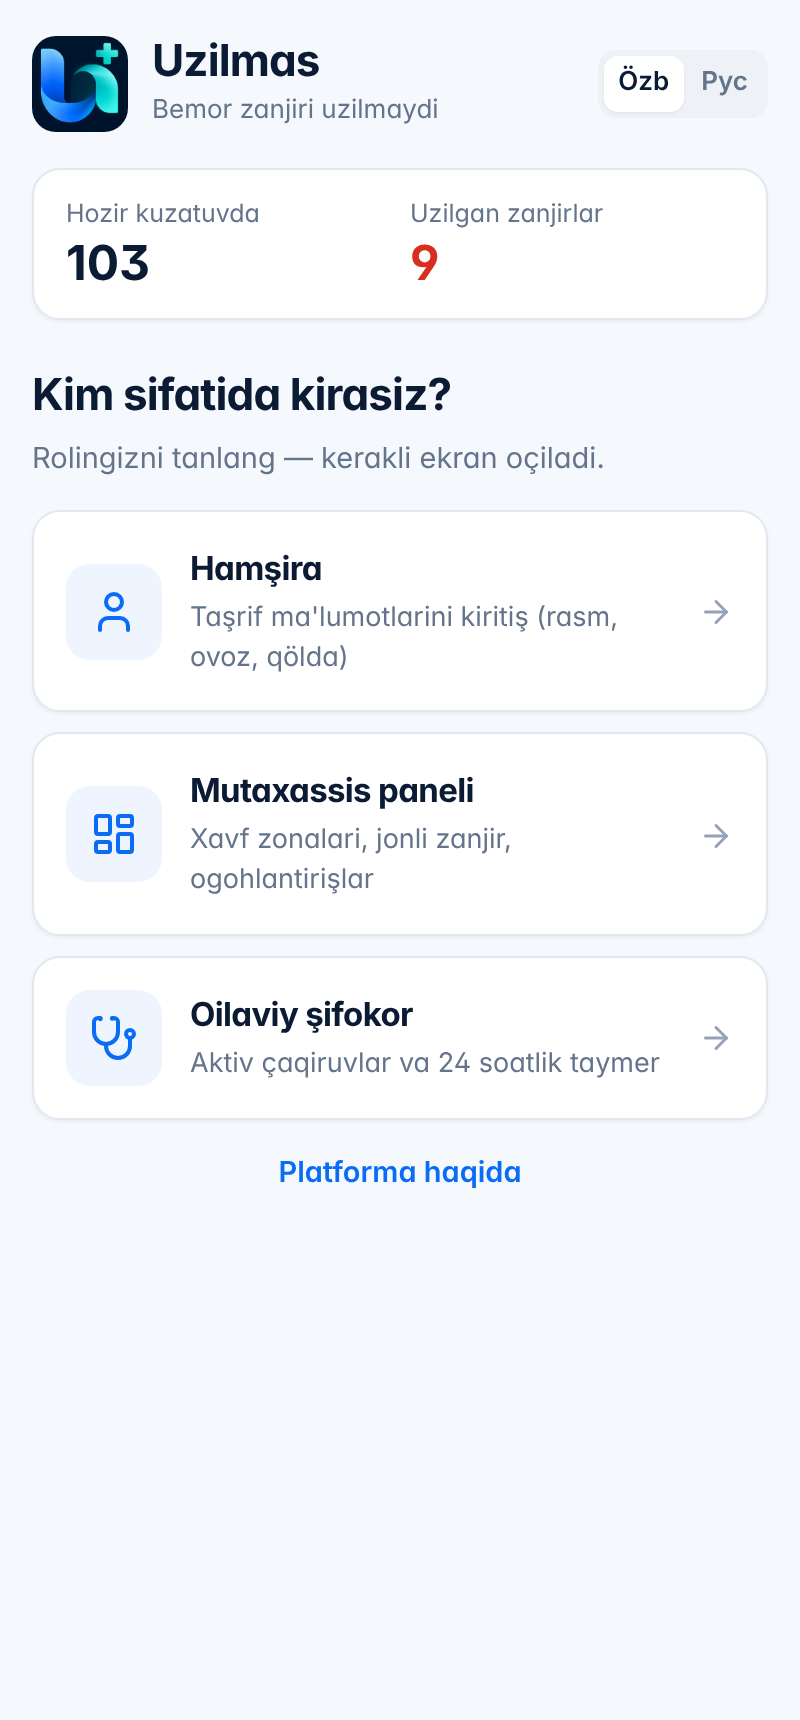 Uzilmas
Bemor zanjiri uzilmaydi
Özb
Рус
Hozir kuzatuvda
103
Uzilgan zanjirlar
9
Kim sifatida kirasiz?
Rolingizni tanlang — kerakli ekran oçiladi.
Hamşira
Taşrif ma'lumotlarini kiritiş (rasm,
ovoz, qölda)
Mutaxassis paneli
Xavf zonalari, jonli zanjir,
ogohlantirişlar
Oilaviy şifokor
Aktiv çaqiruvlar va 24 soatlik taymer
Platforma haqida